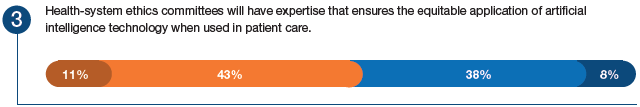 3
Health-system ethics committees will have expertise that ensures the equitable application of artificial
intelligence technology when used in patient care.
11% 43% 38% 8%